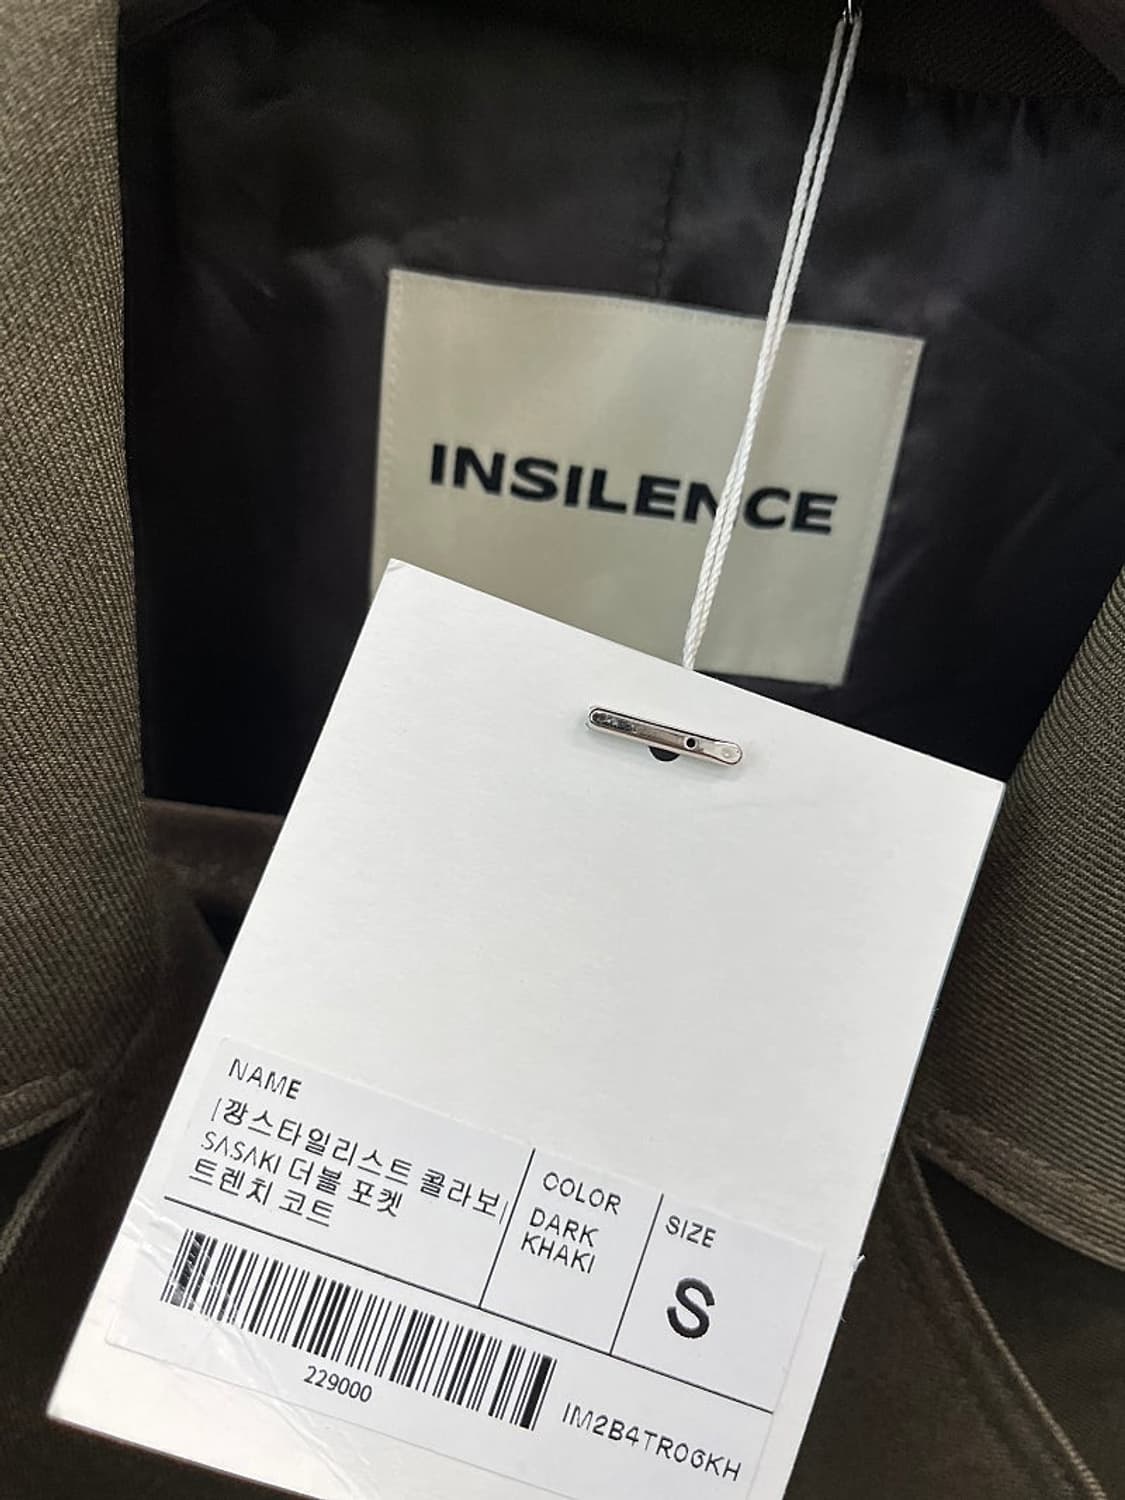 INSILENCE
NAME
[깡스타일리스트 콜라보]
SASAKI 더블 포켓
트렌치 코트
COLOR
DARK
KHAKI
SIZE
S
229000
IM2B4TR06KH